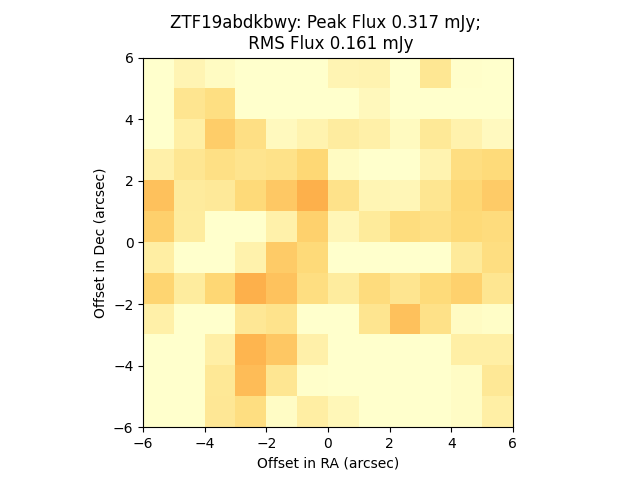 ZTF19abdkbwy: Peak Flux 0.317 mJy;
RMS Flux 0.161 mJy
6
4
2
0
−2
−4
−6
Offset in Dec (arcsec)
−6 −4 −2 0 2 4 6
Offset in RA (arcsec)